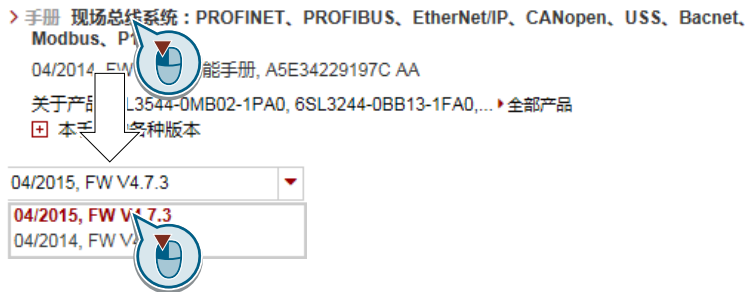 手册 现场总线系统：PROFINET、PROFIBUS、EtherNet/IP、CANopen、USS、Bacnet、
Modbus、
04/2014, FW 能手册, A5E34229197C AA
关于产 L3544-0MB02-1PA0, 6SL3244-0BB13-1FA0,... 全部产品
本 各种版本
04/2015, FW V4.7.3
04/2015, FW V4.7.3
04/2014, FW